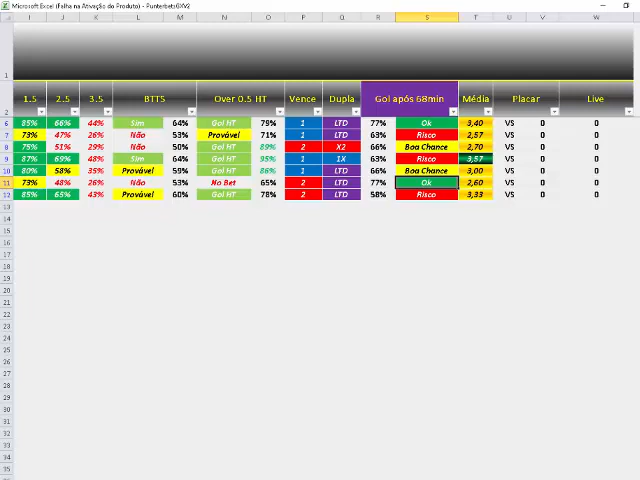 Microsoft Excel (Falha na Ativação do Produto) - PunterbetsGXV2
I J K L M N O P Q R S T U V W
1
2 1.5 2.5 3.5 BTTS Over 0.5 HT Vence Dupla Gol após 68min Média Placar Live
6 85% 66% 44% Sim 64% Gol HT 79% 1 LTD 77% Ok 3,40 VS 0 0
7 73% 47% 26% Não 53% Provável 71% 1 LTD 63% Risco 2,57 VS 0 0
8 75% 51% 29% Não 50% Gol HT 89% 2 X2 66% Boa Chance 2,70 VS 0 0
9 87% 69% 48% Sim 64% Gol HT 95% 1 1X 63% Risco 3,57 VS 0 0
10 80% 58% 35% Provável 59% Gol HT 86% 1 LTD 66% Boa Chance 3,00 VS 0 0
11 73% 48% 26% Não 53% No Bet 65% 2 LTD 77% Ok 2,60 VS 0 0
12 85% 65% 43% Provável 60% Gol HT 78% 2 LTD 58% Risco 3,33 VS 0 0
13
14
15
16
17
18
19
20
21
22
23
24
25
26
27
28
29
30
31
32
33
34
35